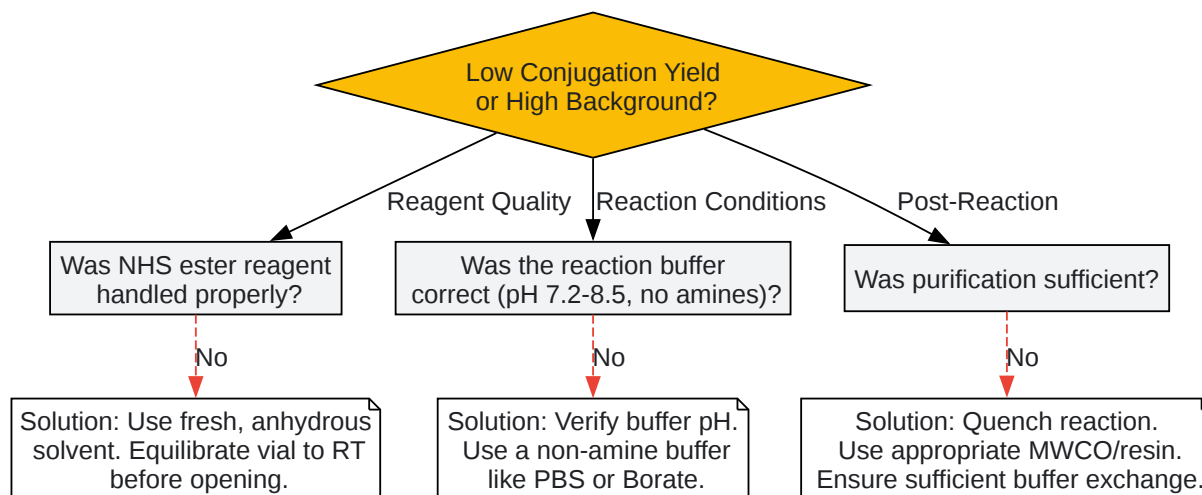 Low Conjugation Yield
or High Background?
Reagent Quality
Reaction Conditions
Post-Reaction
Was NHS ester reagent
handled properly?
Was the reaction buffer
correct (pH 7.2-8.5, no amines)?
Was purification sufficient?
No
No
No
Solution: Use fresh, anhydrous
solvent. Equilibrate vial to RT
before opening.
Solution: Verify buffer pH.
Use a non-amine buffer
like PBS or Borate.
Solution: Quench reaction.
Use appropriate MWCO/resin.
Ensure sufficient buffer exchange.